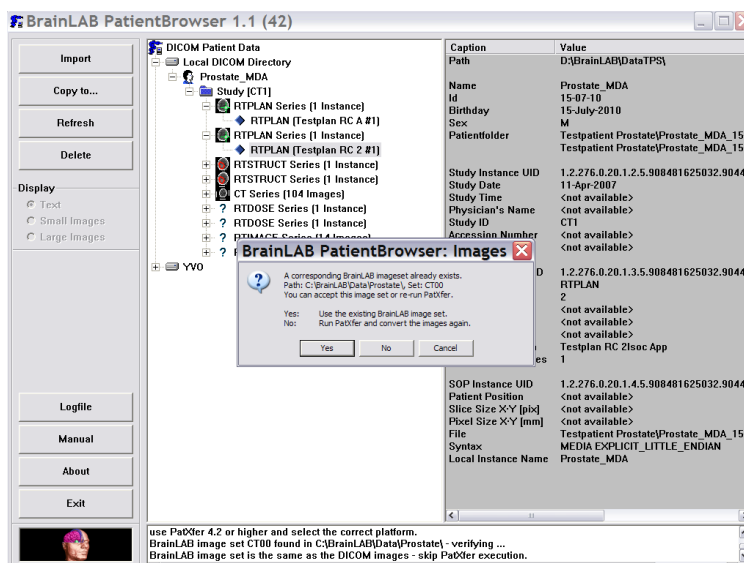 BrainLAB PatientBrowser 1.1 (42)
Import
Copy to...
Refresh
Delete
Display
Text
Small Images
Large Images
Logfile
Manual
About
Exit
DICOM Patient Data
Local DICOM Directory
Prostate_MDA
Study [CT1]
RTPLAN Series (1 Instance)
RTPLAN (Testplan RC A #1)
RTPLAN Series (1 Instance)
RTPLAN (Testplan RC 2 #1)
RTSTRUCT Series (1 Instance)
RTSTRUCT Series (1 Instance)
CT Series (104 Images)
RTDOSE Series (1 Instance)
RTDOSE Series (1 Instance)
RTIMAGE Series (14 Images)
YVO
Caption Value
Path D:\BrainLAB\DataTPS\
Name Prostate_MDA
Id 15-07-10
Birthday 15-July-2010
Sex M
Patientfolder Testpatient Prostate\Prostate_MDA_15
Testpatient Prostate\Prostate_MDA_15
Study Instance UID 1.2.276.0.20.1.2.5.908481625032.9044
Study Date 11-Apr-2007
Study Time <not available>
Physician's Name <not available>
Study ID CT1
Accession Number <not available>
<not available>
D 1.2.276.0.20.1.3.5.908481625032.9044
RTPLAN
2
<not available>
<not available>
<not available>
Testplan RC 2Isoc App
es 1
SOP Instance UID 1.2.276.0.20.1.4.5.908481625032.9044
Patient Position <not available>
Slice Size X·Y [pix] <not available>
Pixel Size X·Y [mm] <not available>
File Testpatient Prostate\Prostate_MDA_15
Syntax MEDIA EXPLICIT_LITTLE_ENDIAN
Local Instance Name Prostate_MDA
BrainLAB PatientBrowser: Images
A corresponding BrainLAB imageset already exists.
Path: C:\BrainLAB\Data\Prostate\, Set: CT00
You can accept this image set or re-run PatXfer.
Yes: Use the existing BrainLAB image set.
No: Run PatXfer and convert the images again.
Yes No Cancel
use PatXfer 4.2 or higher and select the correct platform.
BrainLAB image set CT00 found in C:\BrainLAB\Data\Prostate\ - verifying ...
BrainLAB image set is the same as the DICOM images - skip PatXfer execution.